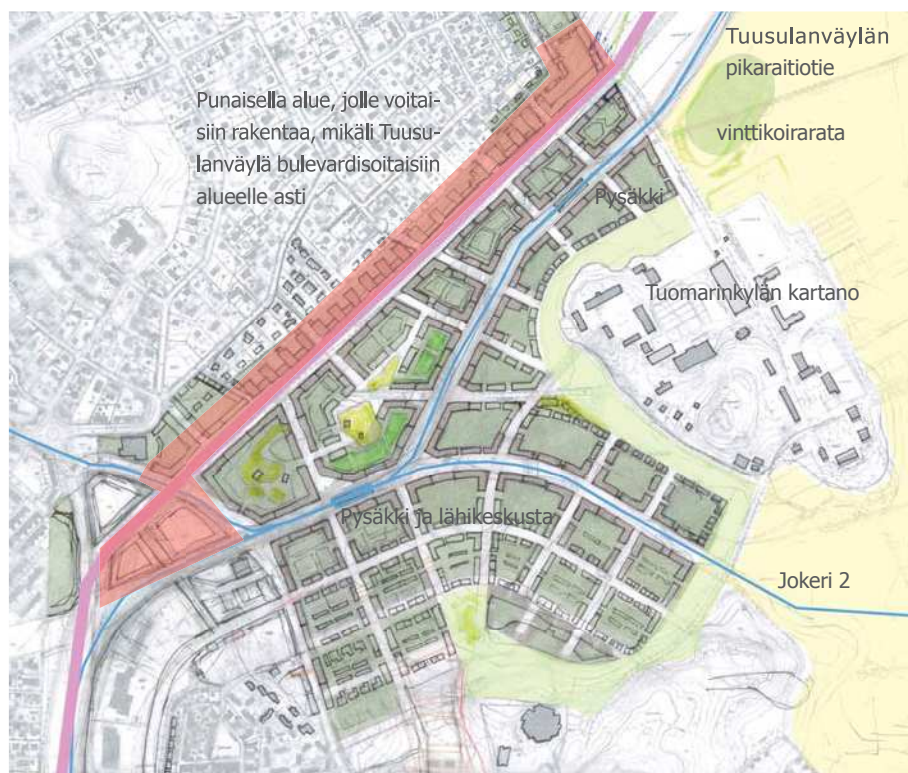 Tuusulanväylän
pikaraitiotie
vinttikoirarata
Punaisella alue, jolle voitai-
siin rakentaa, mikäli Tuusu-
lanväylä bulevardisoitaisiin
alueelle asti
Pysäkki
Tuomarinkylän kartano
Pysäkki ja lähikeskusta
Jokeri 2